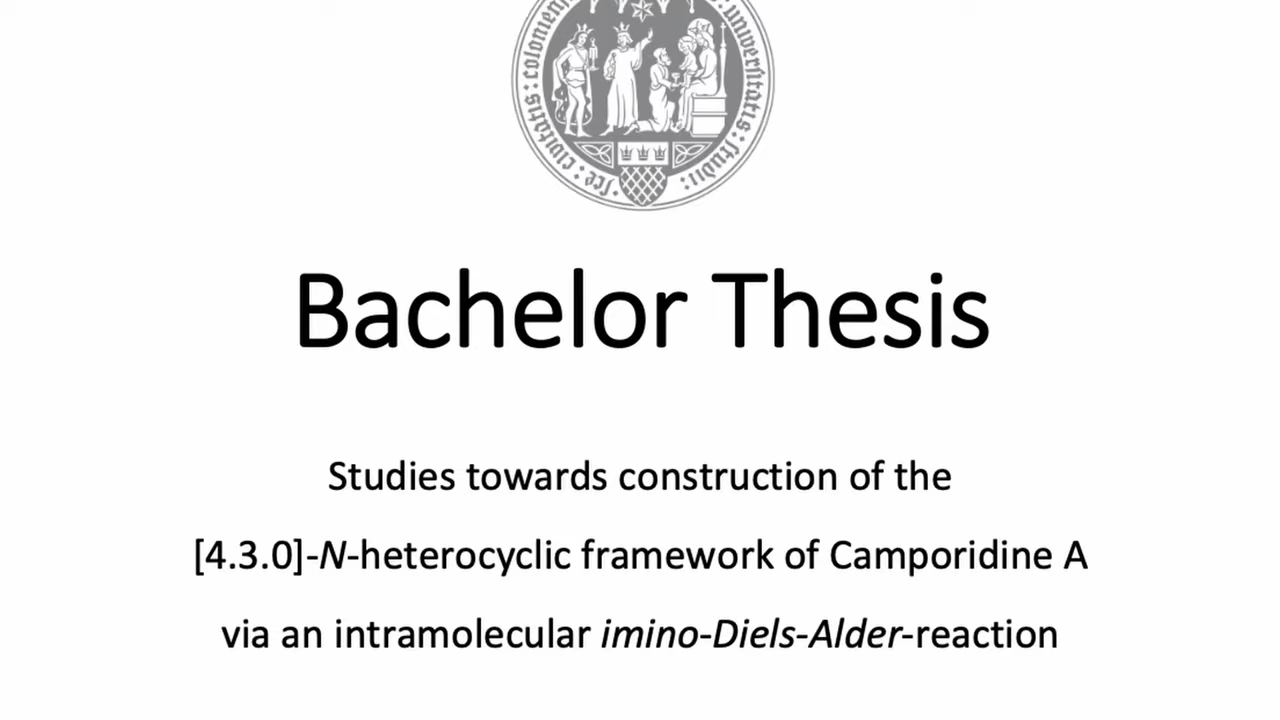 Bachelor Thesis
Studies towards construction of the
[4.3.0]-N-heterocyclic framework of Camporidine A
via an intramolecular imino-Diels-Alder-reaction